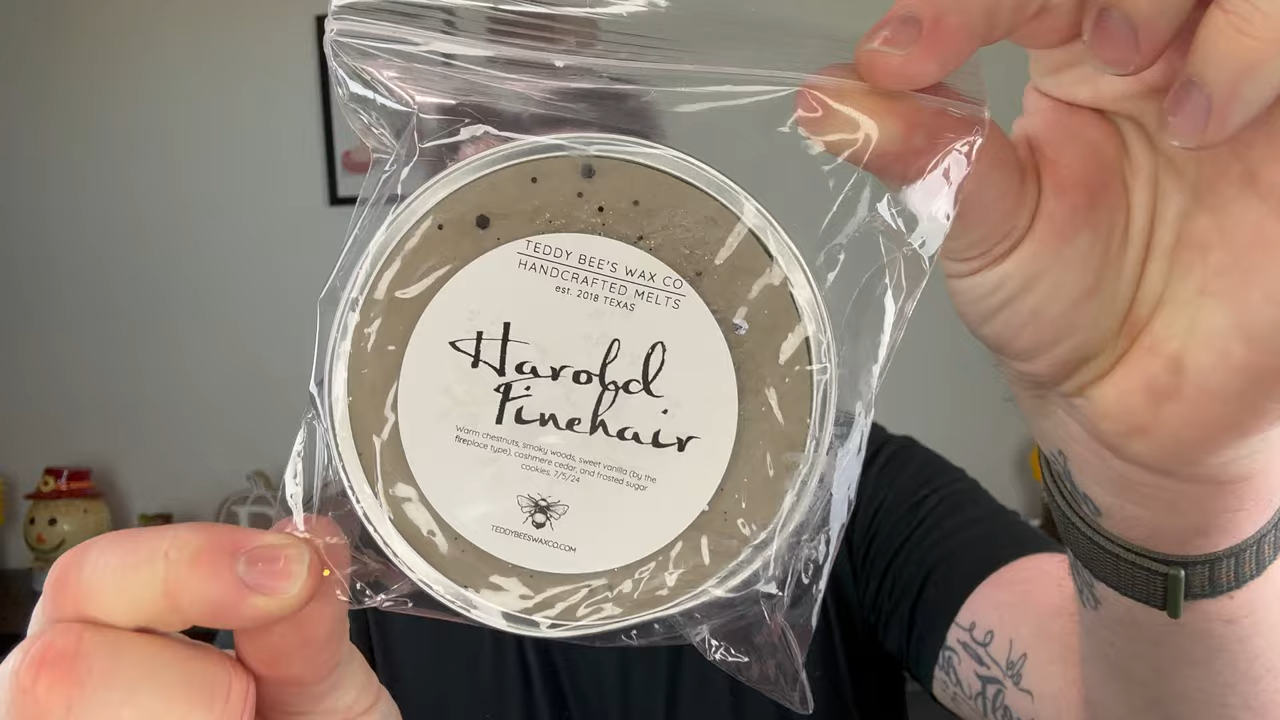 TEDDY BEE'S WAX CO
HANDCRAFTED MELTS
est. 2018 TEXAS
Harold
Finehair
Warm chestnuts, smoky woods, sweet vanilla (by the
fireplace type), cashmere cedar, and frosted sugar
cookies, 7/5/24
TEDDYBEESWAXCO.COM